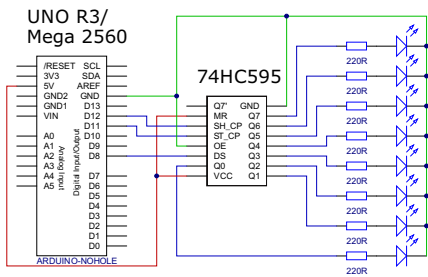 UNO R3/
Mega 2560
/RESET
3V3
5V
GND2
GND1
VIN
A0
A1
A2
A3
A4
A5
Analog Input
Digital Input/Output
SCL
SDA
AREF
GND
D13
D12
D11
D10
D9
D8
D7
D6
D5
D4
D3
D2
D1
D0
ARDUINO-NOHOLE
74HC595
Q7'
MR
SH_CP
ST_CP
OE
DS
Q0
VCC
GND
Q7
Q6
Q5
Q4
Q3
Q2
Q1
220R
220R
220R
220R
220R
220R
220R
220R